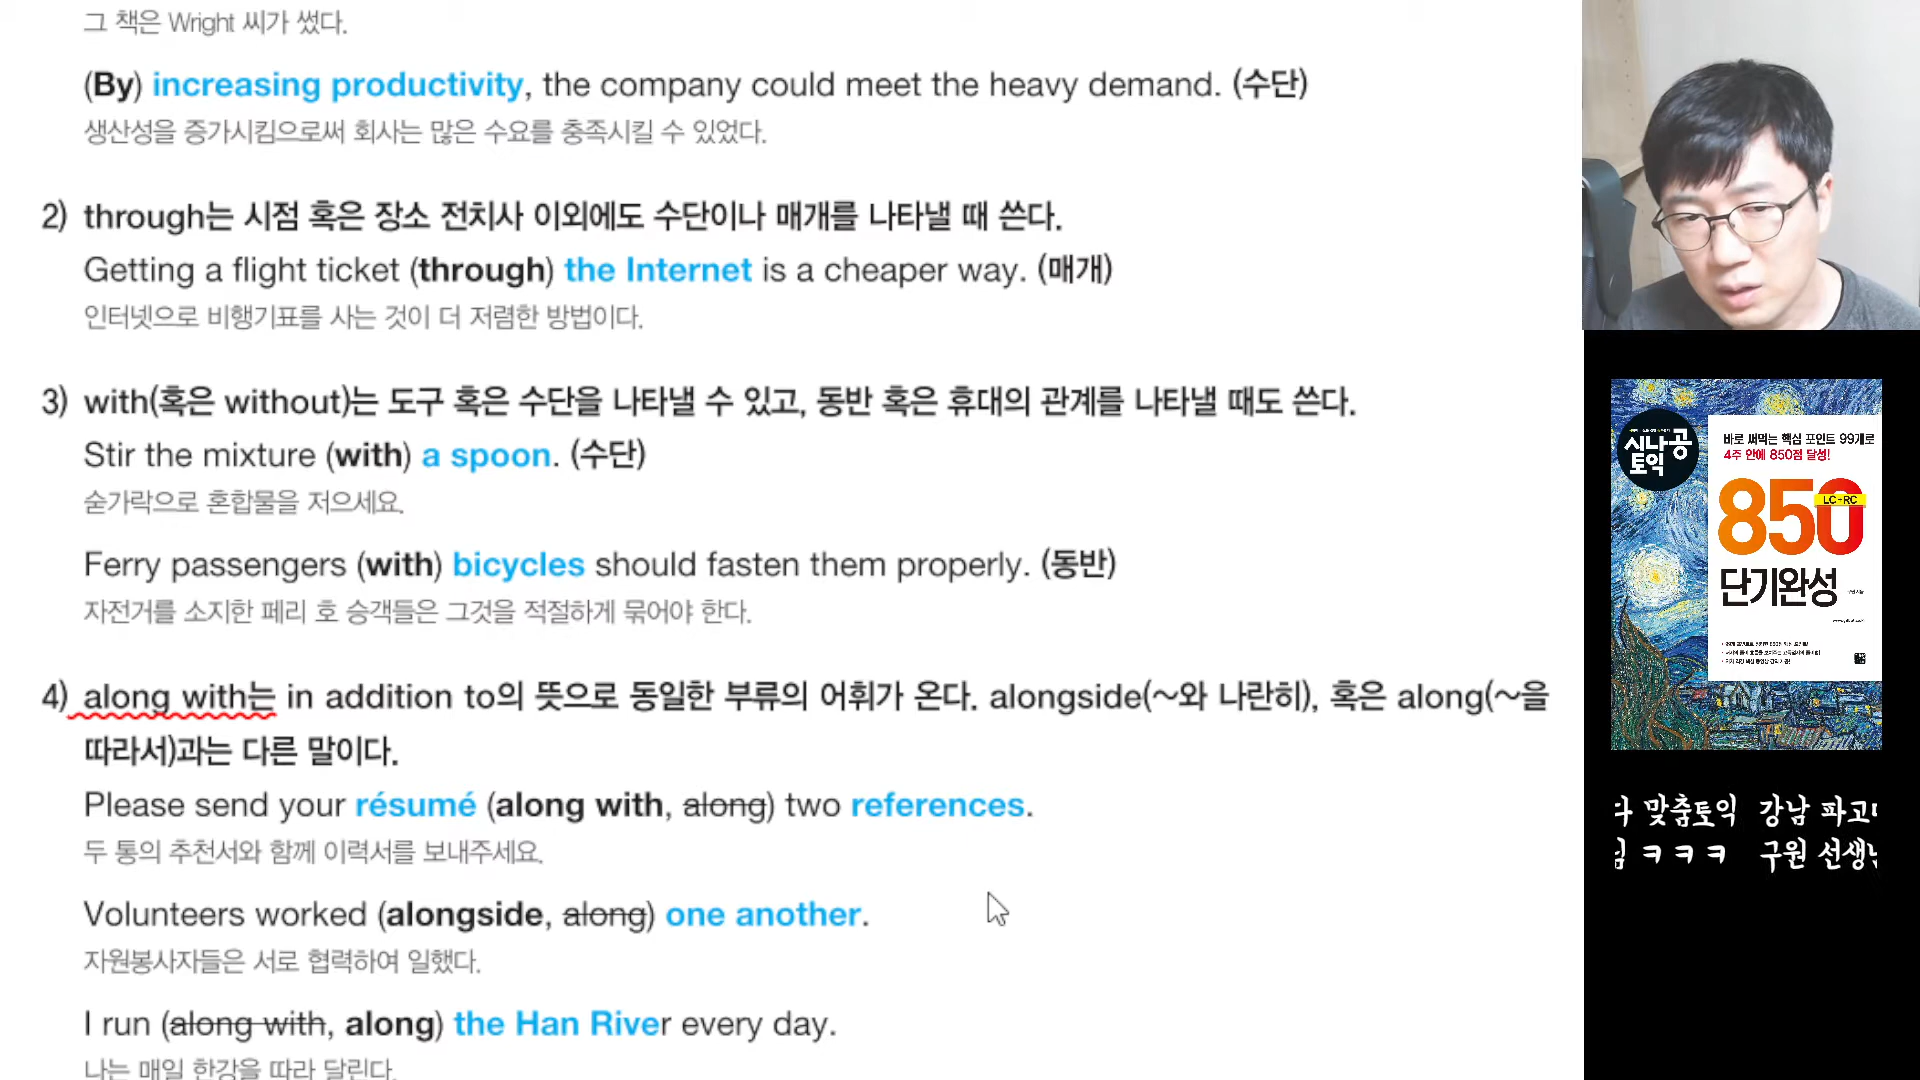 그 책은 Wright 씨가 썼다.
(By) increasing productivity, the company could meet the heavy demand. (수단)
생산성을 증가시킴으로써 회사는 많은 수요를 충족시킬 수 있었다.
2) through는 시점 혹은 장소 전치사 이외에도 수단이나 매개를 나타낼 때 쓴다.
Getting a flight ticket (through) the Internet is a cheaper way. (매개)
인터넷으로 비행기표를 사는 것이 더 저렴한 방법이다.
3) with(혹은 without)는 도구 혹은 수단을 나타낼 수 있고, 동반 혹은 휴대의 관계를 나타낼 때도 쓴다.
Stir the mixture (with) a spoon. (수단)
숟가락으로 혼합물을 저으세요.
Ferry passengers (with) bicycles should fasten them properly. (동반)
자전거를 소지한 페리 호 승객들은 그것을 적절하게 묶어야 한다.
4) along with는 in addition to의 뜻으로 동일한 부류의 어휘가 온다. alongside(~와 나란히), 혹은 along(~을
따라서)과는 다른 말이다.
Please send your résumé (along with, along) two references.
두 통의 추천서와 함께 이력서를 보내주세요.
Volunteers worked (alongside, along) one another.
자원봉사자들은 서로 협력하여 일했다.
I run (along with, along) the Han River every day.
나는 매일 한강을 따라 달린다.
시나공
토익
바로 써먹는 핵심 포인트 99개로
4주 안에 850점 달성!
850
LC+RC
단기완성
다 맞춤토익 강남 파고다
님 ㅋㅋㅋ 구원 선생님